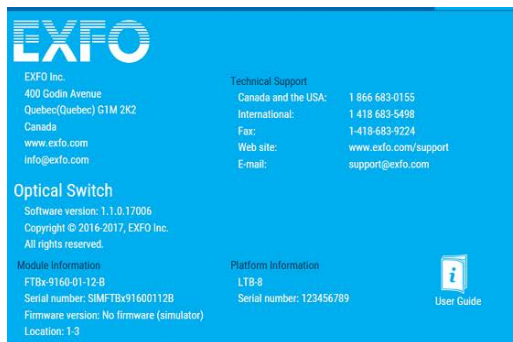 EXFO
EXFO Inc.
400 Godin Avenue
Quebec(Quebec) G1M 2K2
Canada
www.exfo.com
info@exfo.com
Technical Support
Canada and the USA: 1 866 683-0155
International: 1 418 683-5498
Fax: 1-418-683-9224
Web site: www.exfo.com/support
E-mail: support@exfo.com
Optical Switch
Software version: 1.1.0.17006
Copyright © 2016-2017, EXFO Inc.
All rights reserved.
Module Information
FTBx-9160-01-12-B
Serial number: SIMFTBx91600112B
Firmware version: No firmware (simulator)
Location: 1-3
Platform Information
LTB-8
Serial number: 123456789
i
User Guide